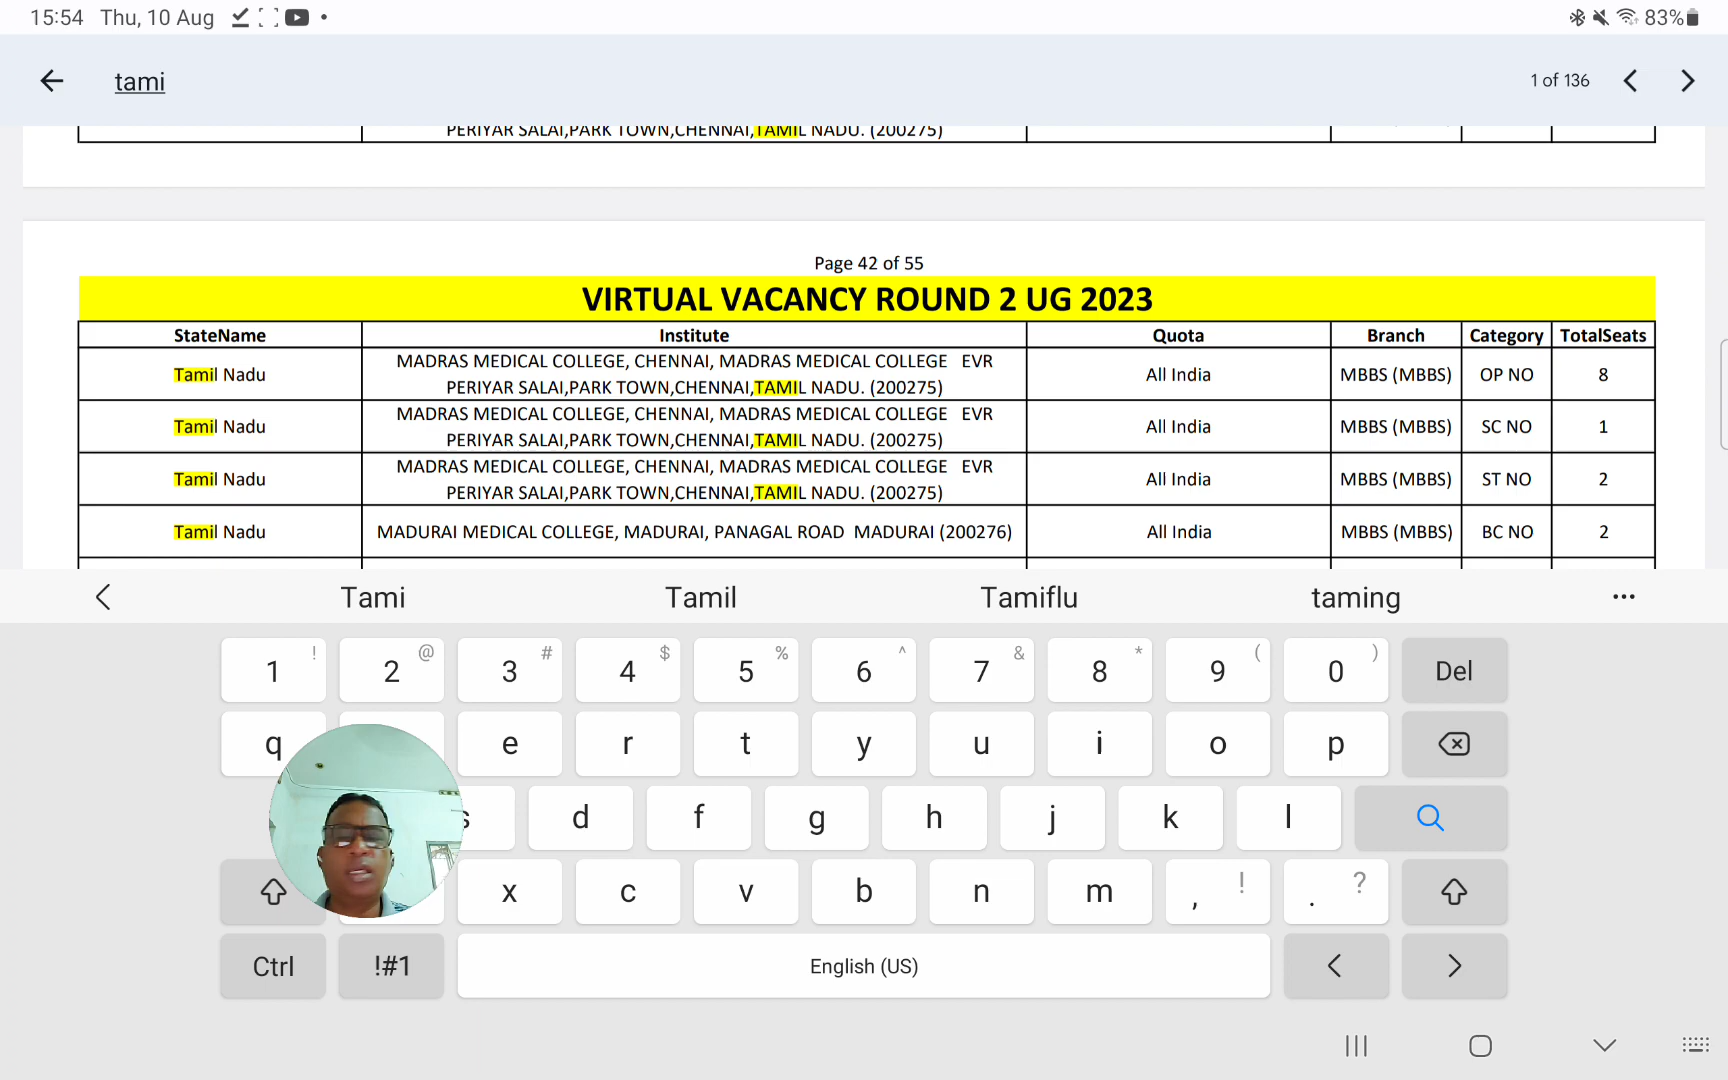 15:54 Thu, 10 Aug 83%
tami 1 of 136
PERIYAR SALAI,PARK TOWN,CHENNAI,TAMIL NADU. (200275)
Page 42 of 55
VIRTUAL VACANCY ROUND 2 UG 2023
StateName Institute Quota Branch Category TotalSeats
Tamil Nadu MADRAS MEDICAL COLLEGE, CHENNAI, MADRAS MEDICAL COLLEGE EVR All India MBBS (MBBS) OP NO 8
PERIYAR SALAI,PARK TOWN,CHENNAI,TAMIL NADU. (200275)
Tamil Nadu MADRAS MEDICAL COLLEGE, CHENNAI, MADRAS MEDICAL COLLEGE EVR All India MBBS (MBBS) SC NO 1
PERIYAR SALAI,PARK TOWN,CHENNAI,TAMIL NADU. (200275)
Tamil Nadu MADRAS MEDICAL COLLEGE, CHENNAI, MADRAS MEDICAL COLLEGE EVR All India MBBS (MBBS) ST NO 2
PERIYAR SALAI,PARK TOWN,CHENNAI,TAMIL NADU. (200275)
Tamil Nadu MADURAI MEDICAL COLLEGE, MADURAI, PANAGAL ROAD MADURAI (200276) All India MBBS (MBBS) BC NO 2
Tami Tamil Tamiflu taming ...
1 ! 2 @ 3 # 4 $ 5 % 6 ^ 7 & 8 * 9 ( 0 ) Del
q e r t y u i o p
s d f g h j k l
x c v b n m , ! . ?
Ctrl !#1 English (US) < >